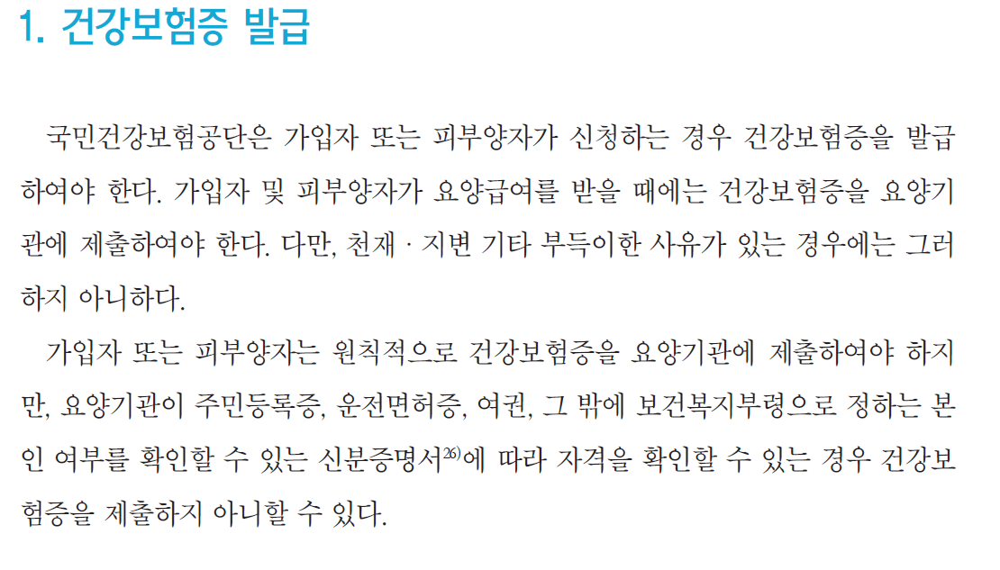 1. 건강보험증 발급
국민건강보험공단은 가입자 또는 피부양자가 신청하는 경우 건강보험증을 발급
하여야 한다. 가입자 및 피부양자가 요양급여를 받을 때에는 건강보험증을 요양기
관에 제출하여야 한다. 다만, 천재 · 지변 기타 부득이한 사유가 있는 경우에는 그러
하지 아니하다.
가입자 또는 피부양자는 원칙적으로 건강보험증을 요양기관에 제출하여야 하지
만, 요양기관이 주민등록증, 운전면허증, 여권, 그 밖에 보건복지부령으로 정하는 본
인 여부를 확인할 수 있는 신분증명서26)에 따라 자격을 확인할 수 있는 경우 건강보
험증을 제출하지 아니할 수 있다.